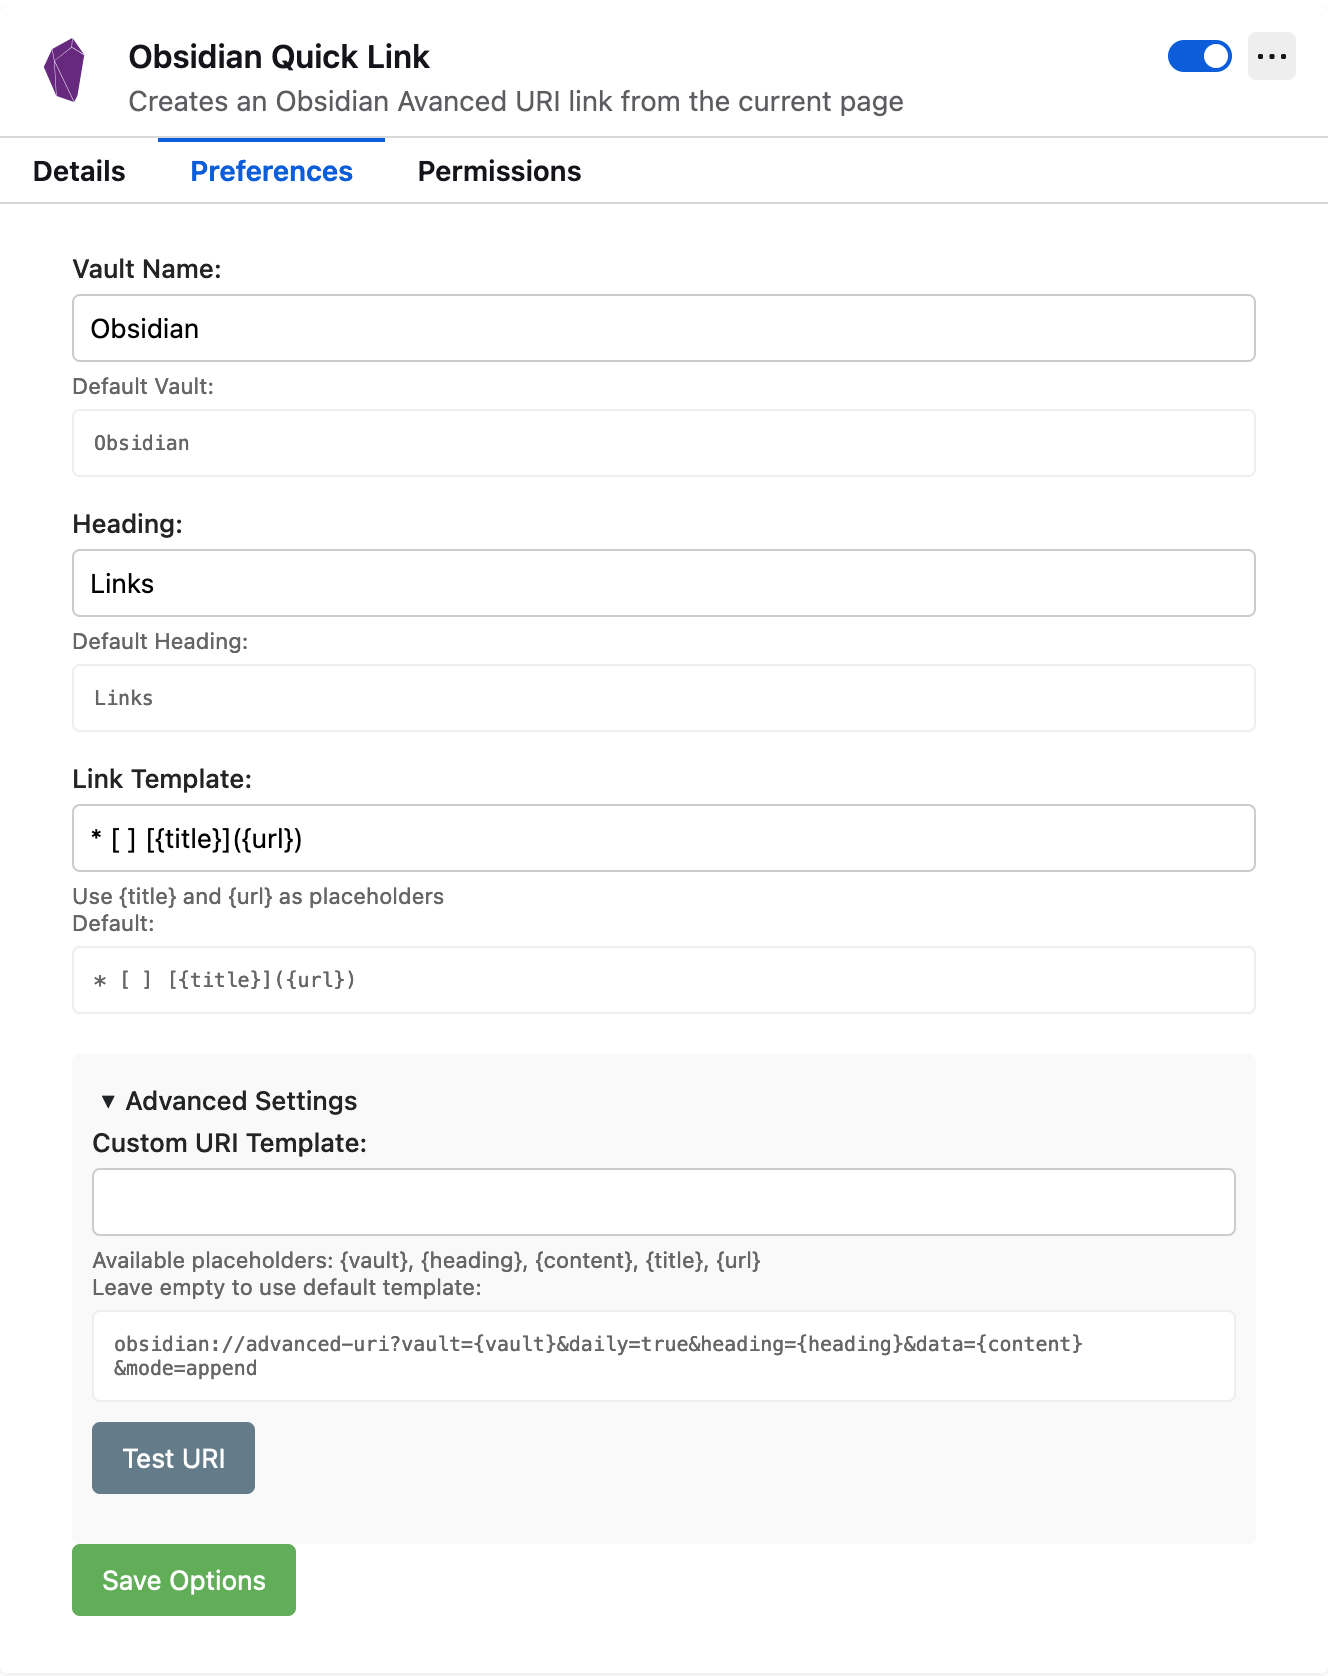 Obsidian Quick Link
Creates an Obsidian Avanced URI link from the current page
Details
Preferences
Permissions
Vault Name:
Obsidian
Default Vault:
Obsidian
Heading:
Links
Default Heading:
Links
Link Template:
* [ ] [{title}]({url})
Use {title} and {url} as placeholders
Default:
* [ ] [{title}]({url})
▼ Advanced Settings
Custom URI Template:
Available placeholders: {vault}, {heading}, {content}, {title}, {url}
Leave empty to use default template:
obsidian://advanced-uri?vault={vault}&daily=true&heading={heading}&data={content}
&mode=append
Test URI
Save Options